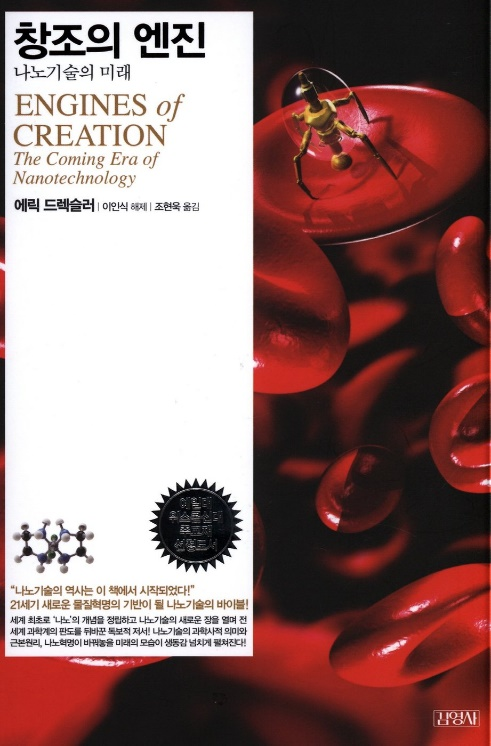 창조의 엔진
나노기술의 미래
ENGINES of
CREATION
The Coming Era of
Nanotechnology
에릭 드렉슬러 | 이인식 해제 | 조현욱 옮김
“나노기술의 역사는 이 책에서 시작되었다!”
21세기 새로운 물질혁명의 기반이 될 나노기술의 바이블!
세계 최초로 '나노'의 개념을 정립하고 나노기술의 새로운 장을 열며 전
세계 과학계의 판도를 뒤바꾼 독보적 저서! 나노기술의 과학사적 의미와
근본원리, 나노혁명이 바꿔놓을 미래의 모습이 생동감 넘치게 펼쳐진다!
김영사